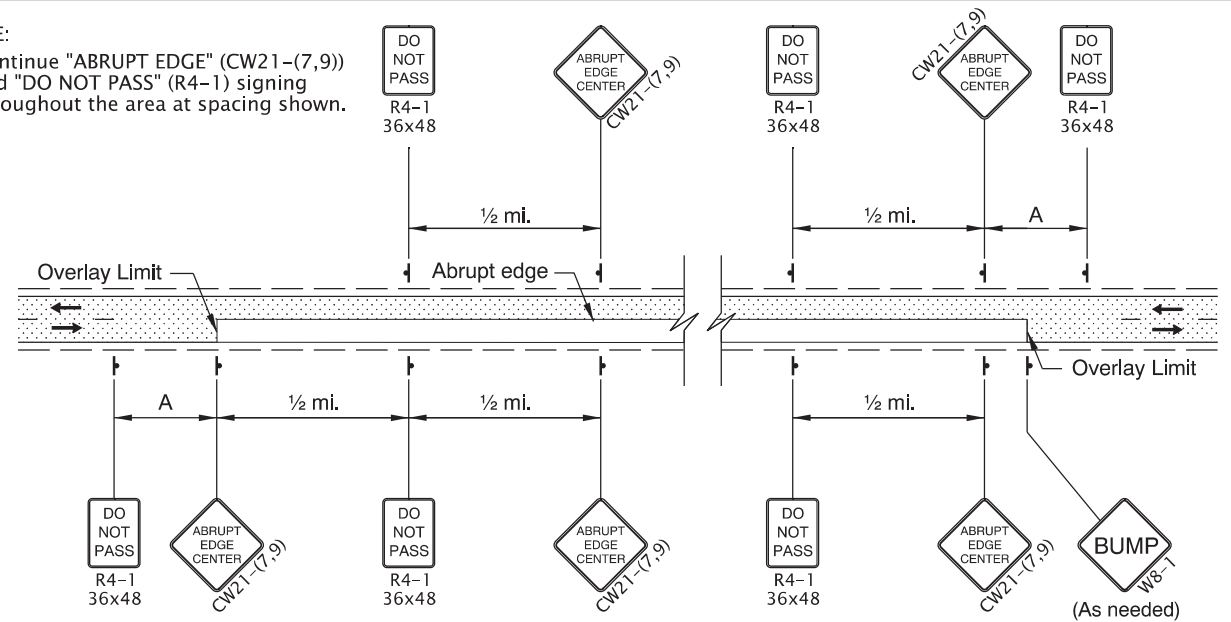 E:
ntinue "ABRUPT EDGE" (CW21-(7,9))
d "DO NOT PASS" (R4-1) signing
oughout the area at spacing shown.
DO
NOT
PASS
R4-1
36x48
ABRUPT
EDGE
CENTER
CW21-(7,9)
DO
NOT
PASS
R4-1
36x48
ABRUPT
EDGE
CENTER
CW21-(7,9)
DO
NOT
PASS
R4-1
36x48
½ mi.
½ mi.
A
Overlay Limit
Abrupt edge
Overlay Limit
A
½ mi.
½ mi.
½ mi.
DO
NOT
PASS
R4-1
36x48
ABRUPT
EDGE
CENTER
CW21-(7,9)
DO
NOT
PASS
R4-1
36x48
ABRUPT
EDGE
CENTER
CW21-(7,9)
DO
NOT
PASS
R4-1
36x48
ABRUPT
EDGE
CENTER
CW21-(7,9)
BUMP
W8-1
(As needed)